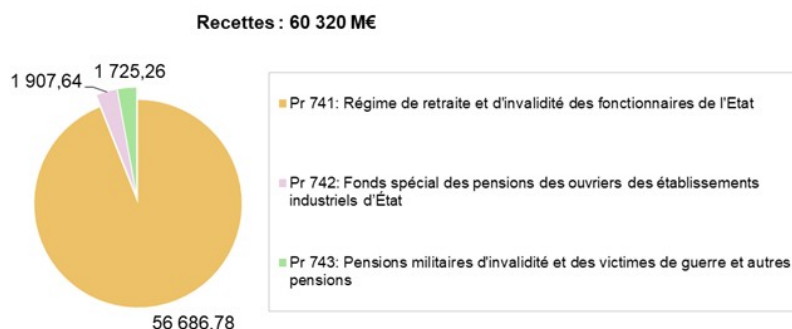 Recettes : 60 320 M€
1 725,26
1 907,64
Pr 741: Régime de retraite et d'invalidité des fonctionnaires de l'Etat
Pr 742: Fonds spécial des pensions des ouvriers des établissements
industriels d'État
Pr 743: Pensions militaires d'invalidité et des victimes de guerre et autres
pensions
56 686,78